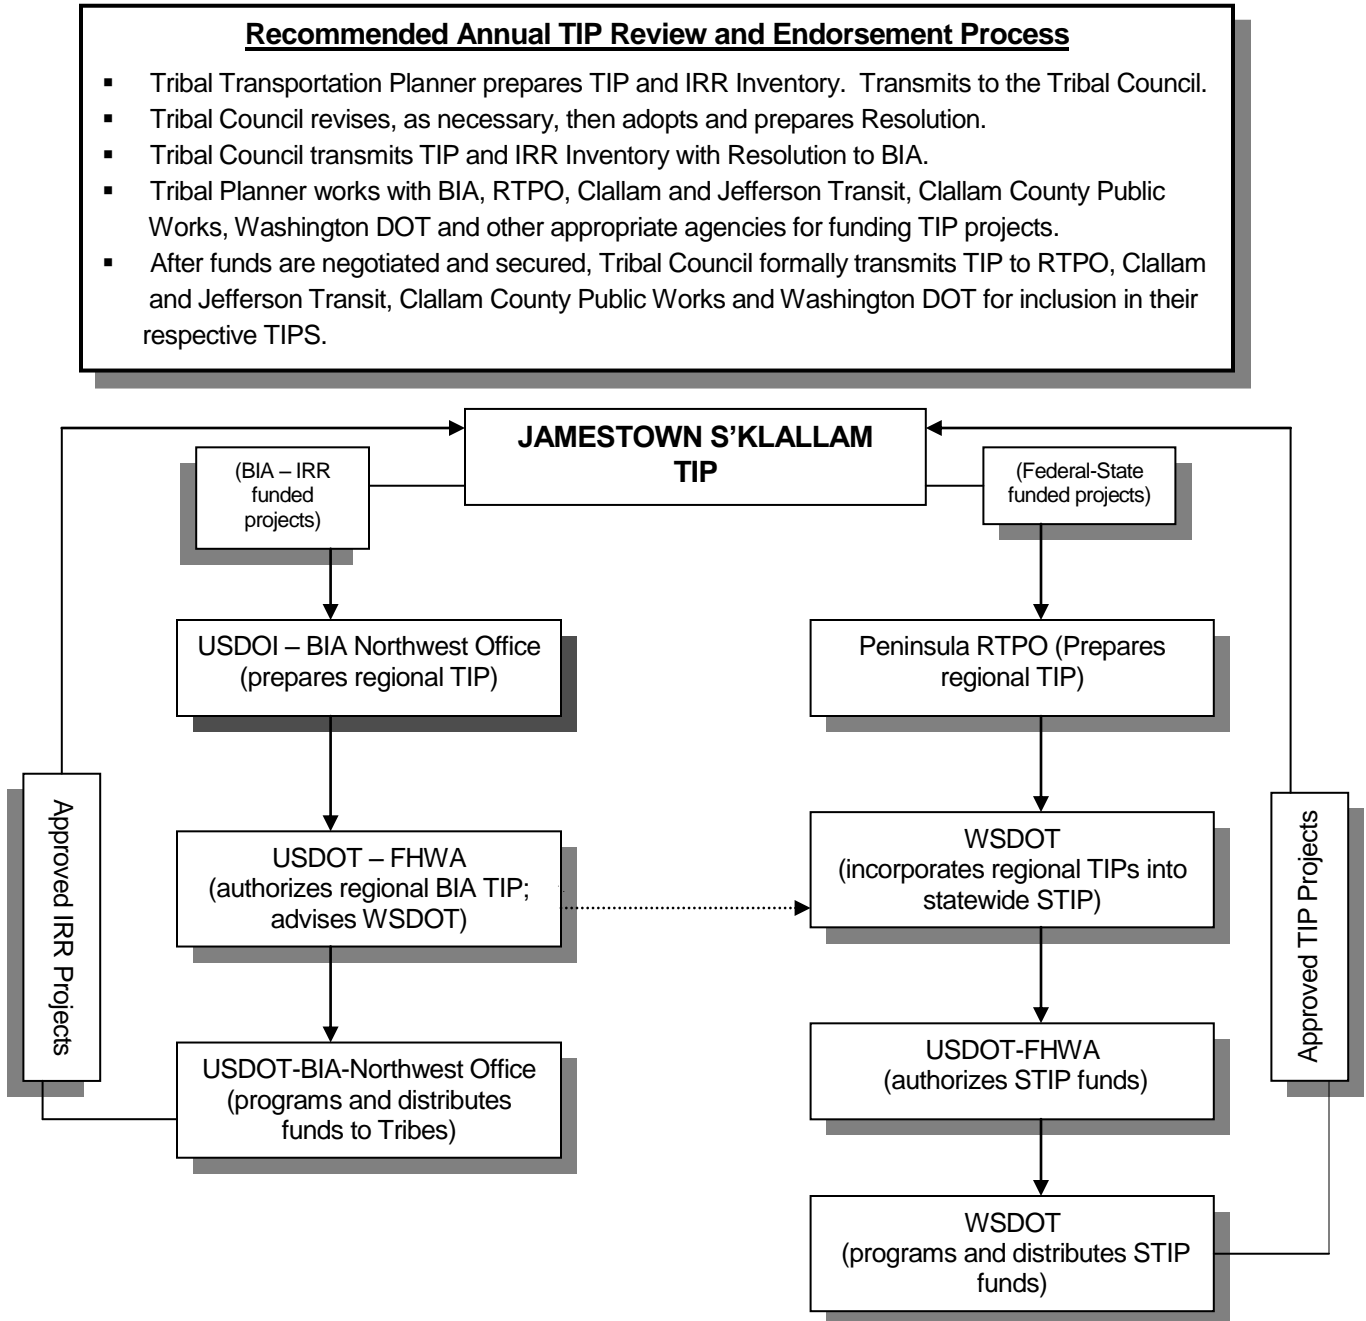 Recommended Annual TIP Review and Endorsement Process
▪ Tribal Transportation Planner prepares TIP and IRR Inventory. Transmits to the Tribal Council.
▪ Tribal Council revises, as necessary, then adopts and prepares Resolution.
▪ Tribal Council transmits TIP and IRR Inventory with Resolution to BIA.
▪ Tribal Planner works with BIA, RTPO, Clallam and Jefferson Transit, Clallam County Public
Works, Washington DOT and other appropriate agencies for funding TIP projects.
▪ After funds are negotiated and secured, Tribal Council formally transmits TIP to RTPO, Clallam
and Jefferson Transit, Clallam County Public Works and Washington DOT for inclusion in their
respective TIPS.
JAMESTOWN S’KLALLAM
TIP
(BIA – IRR
funded
projects)
(Federal-State
funded projects)
USDOI – BIA Northwest Office
(prepares regional TIP)
Peninsula RTPO (Prepares
regional TIP)
USDOT – FHWA
(authorizes regional BIA TIP;
advises WSDOT)
WSDOT
(incorporates regional TIPs into
statewide STIP)
Approved IRR Projects
Approved TIP Projects
USDOT-BIA-Northwest Office
(programs and distributes
funds to Tribes)
USDOT-FHWA
(authorizes STIP funds)
WSDOT
(programs and distributes STIP
funds)